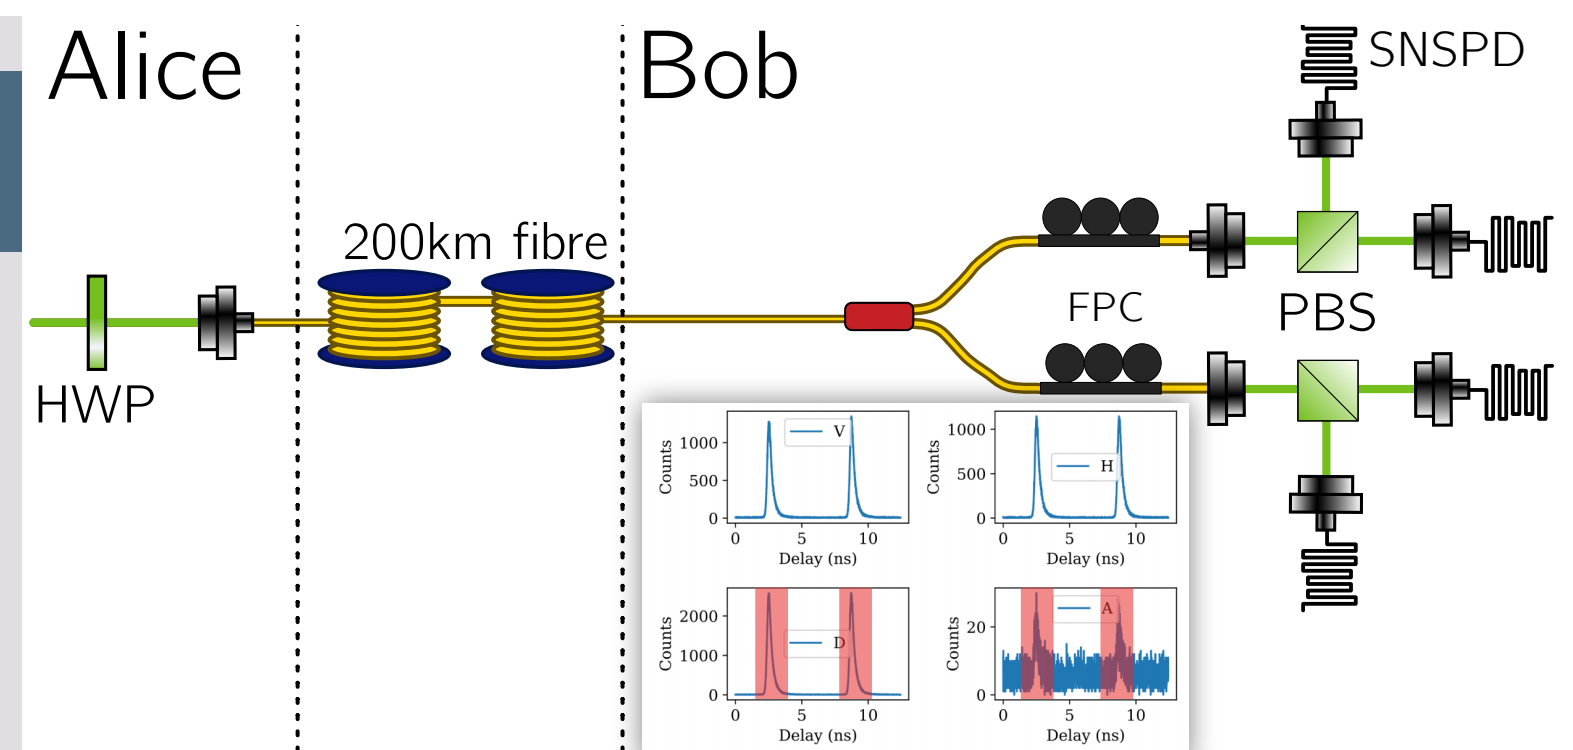 Alice
Bob
SNSPD
200km fibre
FPC
PBS
HWP
Counts
1000
500
0
V
0 5 10
Delay (ns)
Counts
1000
500
0
H
0 5 10
Delay (ns)
Counts
2000
1000
0
D
0 5 10
Delay (ns)
Counts
20
0
A
0 5 10
Delay (ns)